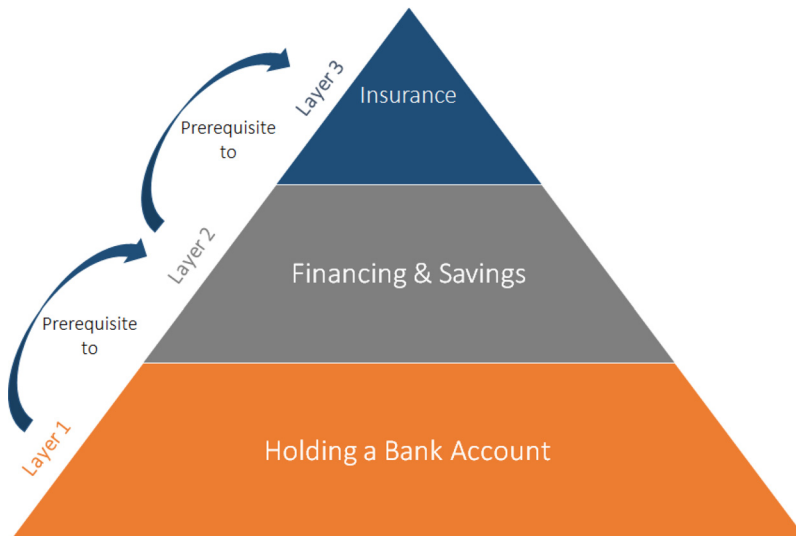 Layer 3
Insurance
Prerequisite
to
Layer 2
Financing & Savings
Prerequisite
to
Layer 1
Holding a Bank Account